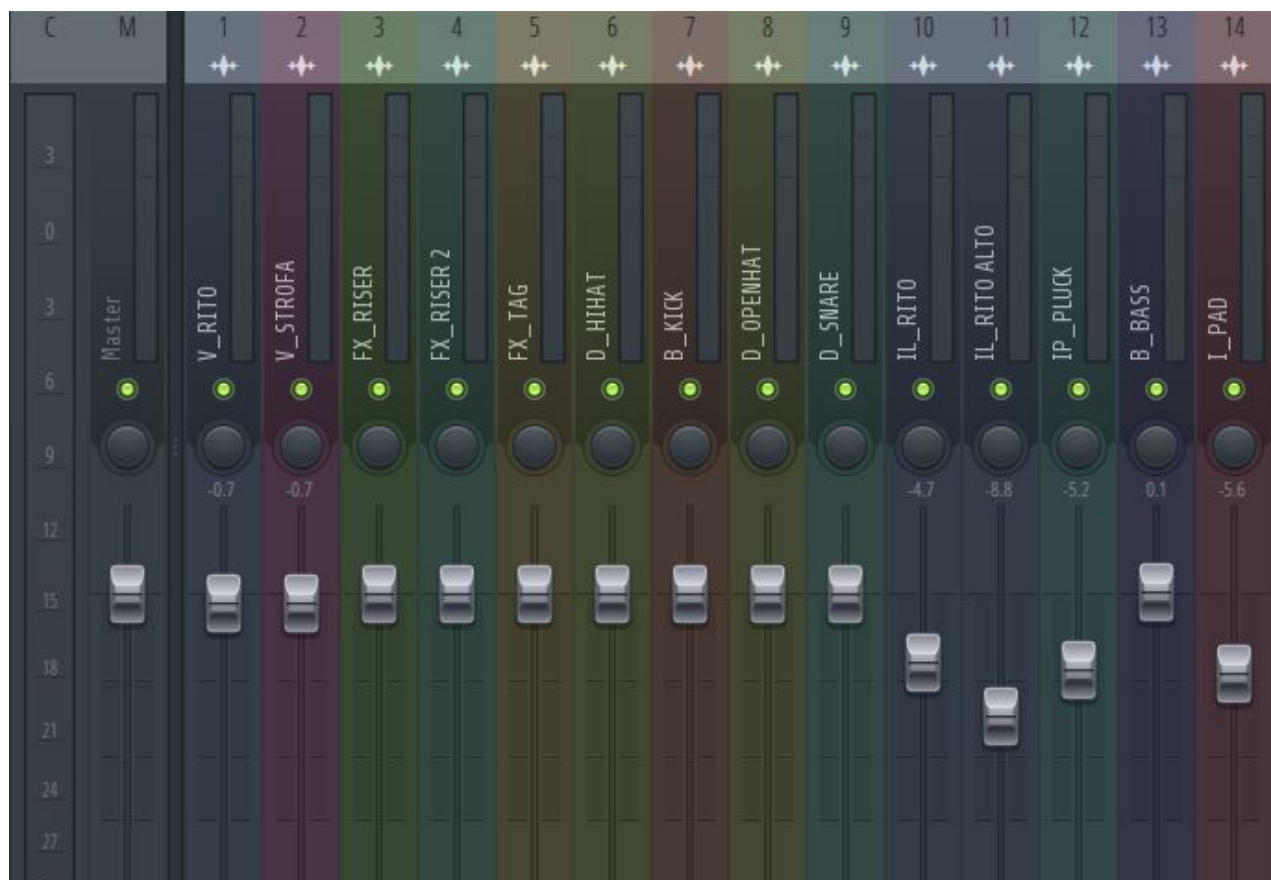 C M 1 2 3 4 5 6 7 8 9 10 11 12 13 14
3
0
3
6
9
12
15
18
21
24
27
Master
V_RITO
V_STROFA
FX_RISER
FX_RISER 2
FX_TAG
D_HIHAT
B_KICK
D_OPENHAT
D_SNARE
IL_RITO
IL_RITO ALTO
IP_PLUCK
B_BASS
I_PAD
-0.7 -0.7 -4.7 -8.8 -5.2 0.1 -5.6